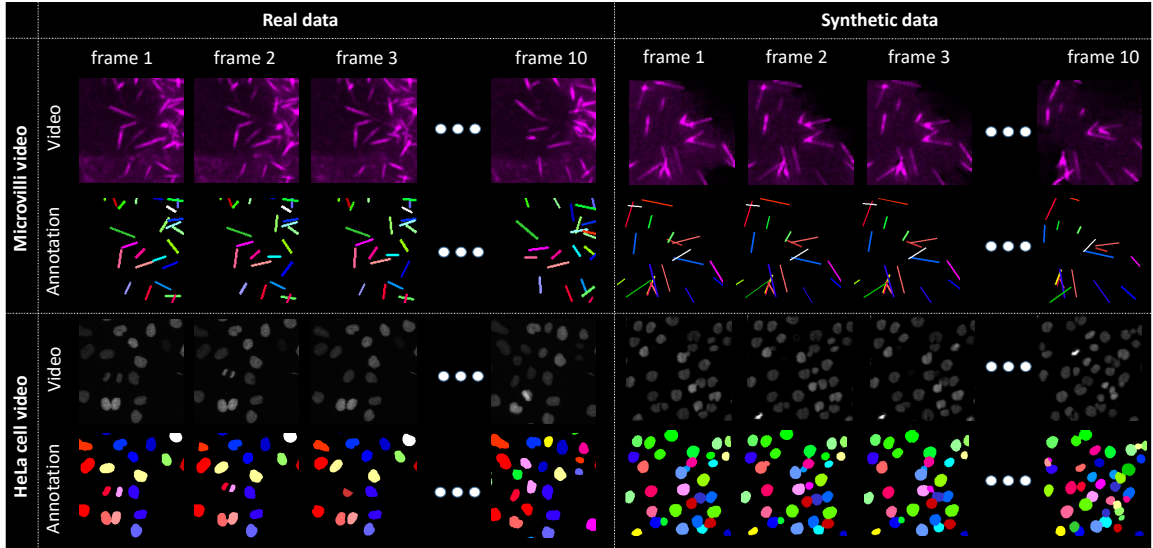 Real data
Synthetic data
frame 1
frame 2
frame 3
frame 10
frame 1
frame 2
frame 3
frame 10
Microvilli video
Video
Annotation
HeLa cell video
Video
Annotation